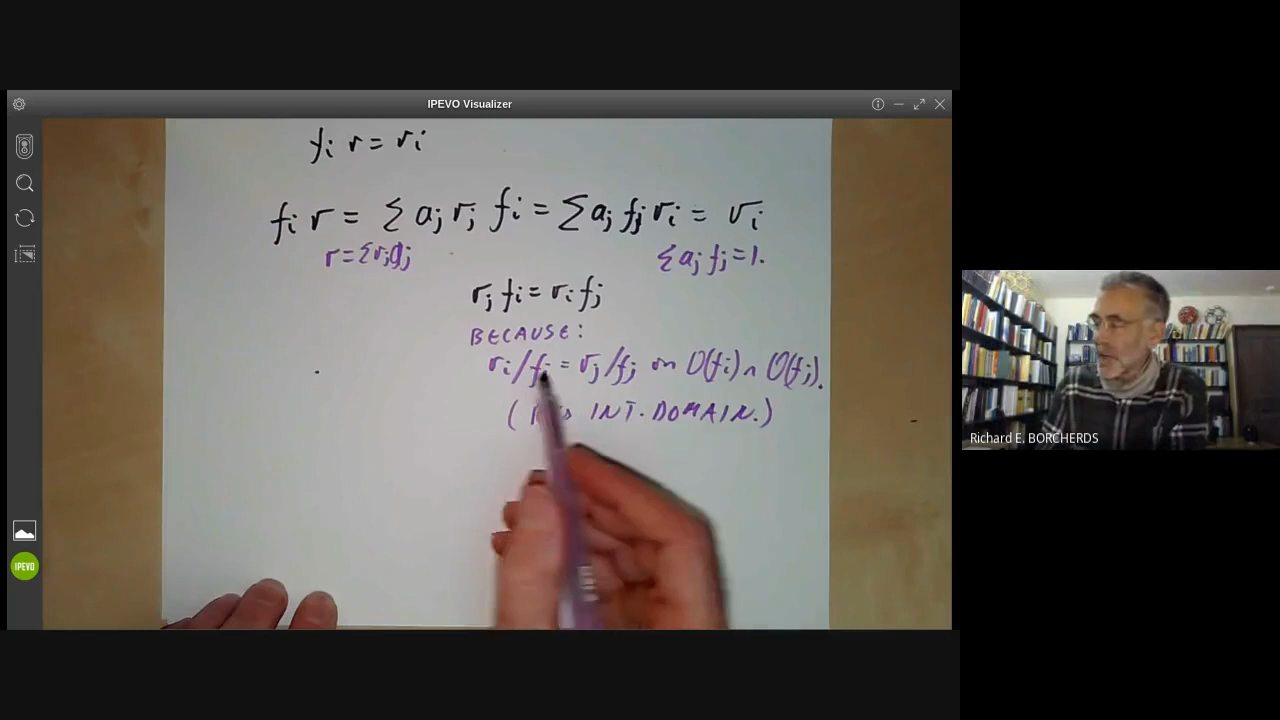 IPEVO Visualizer
fi r = ri
fi r = Σ aj rj fi = Σ aj fj ri = ri
r = Σ rj aj
Σ aj fj = 1.
rj fi = ri fj
BECAUSE:
ri/fi = rj/fj on D(fi) ∩ D(fj).
( INT. DOMAIN.)
IPEVO
Richard E. BORCHERDS